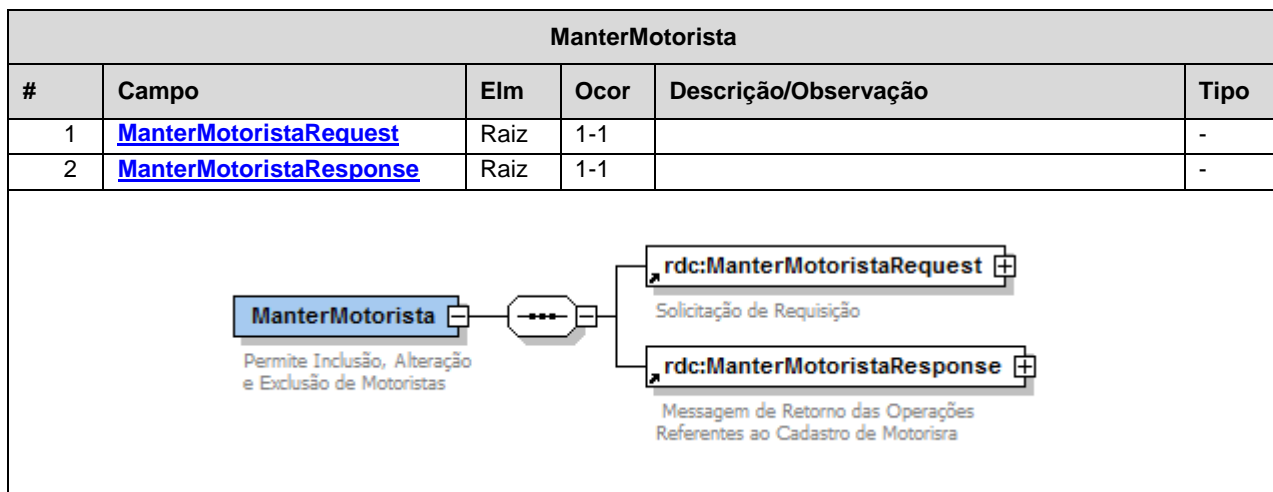 ManterMotorista
# Campo Elm Ocor Descrição/Observação Tipo
1 ManterMotoristaRequest Raiz 1-1 -
2 ManterMotoristaResponse Raiz 1-1 -
rdc:ManterMotoristaRequest
Solicitação de Requisição
ManterMotorista
Permite Inclusão, Alteração
e Exclusão de Motoristas
rdc:ManterMotoristaResponse
Messagem de Retorno das Operações
Referentes ao Cadastro de Motorisra